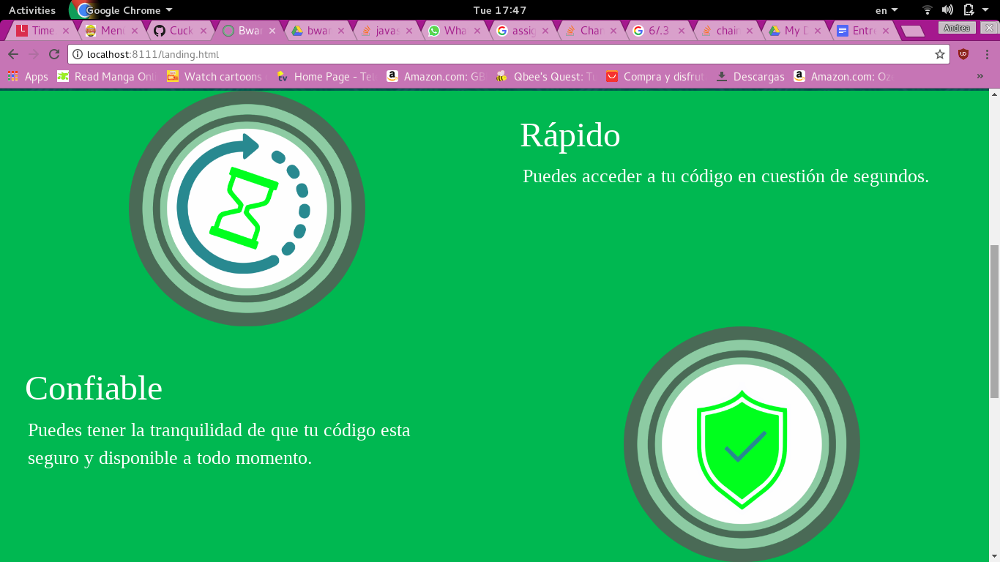 Activities Google Chrome Tue 17:47 en
Time Men Cuck Bwar bwar javas Wha assig Char 6/.3 chain My D Entre Andrea
localhost:8111/landing.html
Apps Read Manga Onl Watch cartoons Home Page - Tel Amazon.com: GB Qbee's Quest: Tu Compra y disfrut Descargas Amazon.com: Oz
Rápido
Puedes acceder a tu código en cuestión de segundos.
Confiable
Puedes tener la tranquilidad de que tu código esta
seguro y disponible a todo momento.